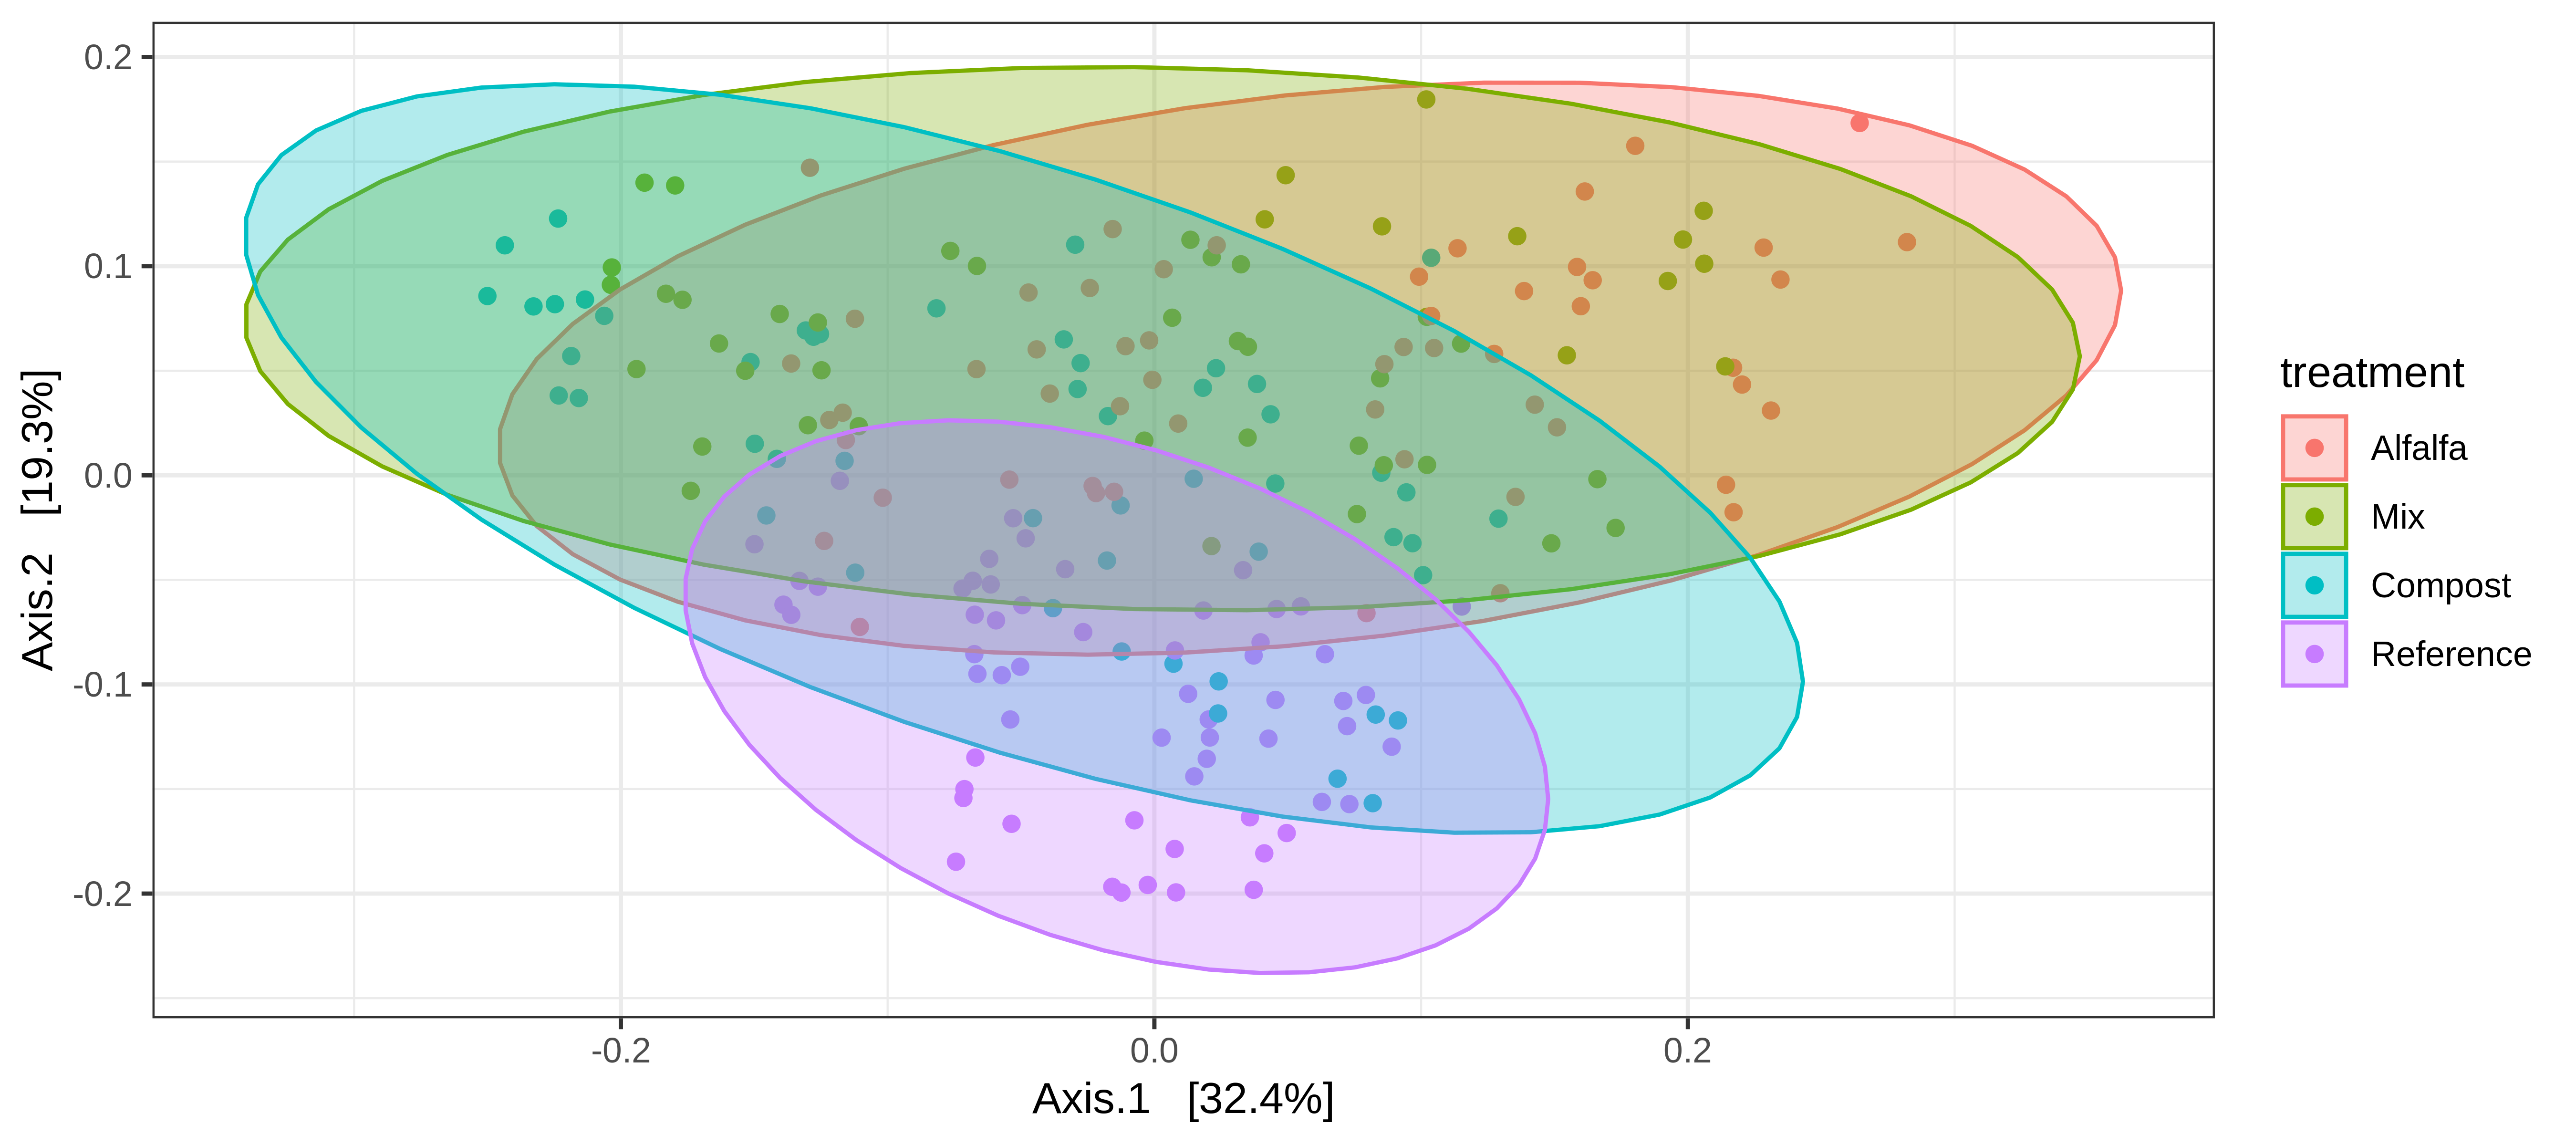 0.2
0.1
0.0
-0.1
-0.2
Axis.2 [19.3%]
-0.2
0.0
0.2
Axis.1 [32.4%]
treatment
Alfalfa
Mix
Compost
Reference